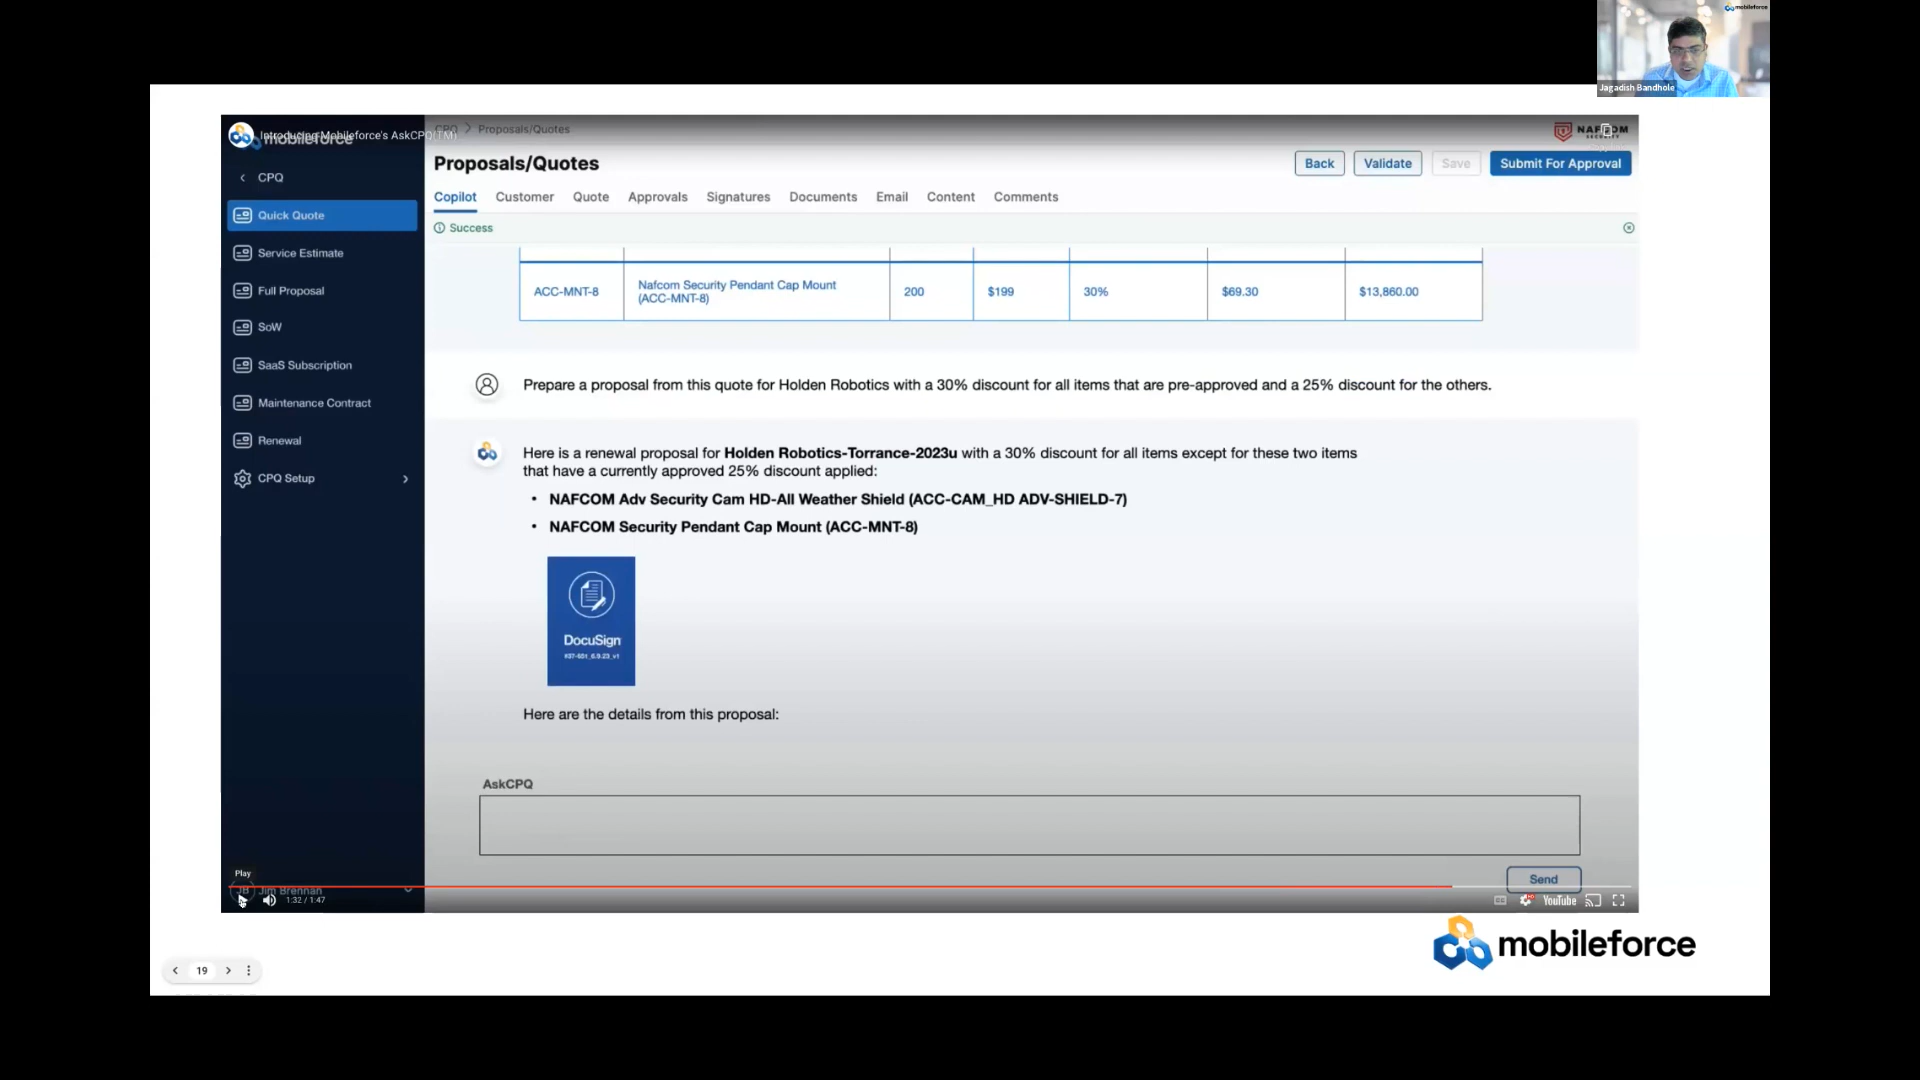 mobileforce
Jagadish Bandhole
Introducing Mobileforce's AskCPQ(TM)
mobileforce
CPQ > Proposals/Quotes
NAFCOM
SECURITY
CPQ
Quick Quote
Service Estimate
Full Proposal
SoW
SaaS Subscription
Maintenance Contract
Renewal
CPQ Setup
Proposals/Quotes
Back
Validate
Save
Submit For Approval
Copilot
Customer
Quote
Approvals
Signatures
Documents
Email
Content
Comments
Success
ACC-MNT-8
Nafcom Security Pendant Cap Mount
(ACC-MNT-8)
200
$199
30%
$69.30
$13,860.00
Prepare a proposal from this quote for Holden Robotics with a 30% discount for all items that are pre-approved and a 25% discount for the others.
Here is a renewal proposal for Holden Robotics-Torrance-2023u with a 30% discount for all items except for these two items
that have a currently approved 25% discount applied:
• NAFCOM Adv Security Cam HD-All Weather Shield (ACC-CAM_HD ADV-SHIELD-7)
• NAFCOM Security Pendant Cap Mount (ACC-MNT-8)
DocuSign
Here are the details from this proposal:
AskCPQ
Send
Play
JB Jim Brennan
1:32 / 1:47
YouTube
mobileforce
19